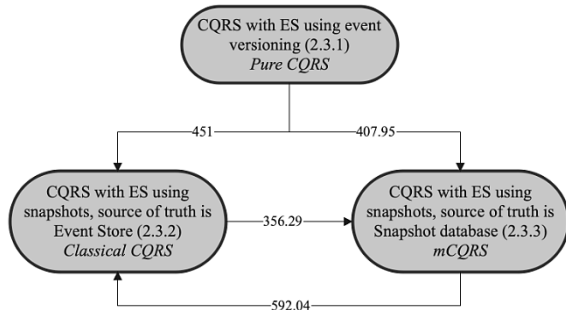 CQRS with ES using event
versioning (2.3.1)
Pure CQRS
451
407.95
CQRS with ES using
snapshots, source of truth is
Event Store (2.3.2)
Classical CQRS
356.29
CQRS with ES using
snapshots, source of truth is
Snapshot database (2.3.3)
mCQRS
592.04